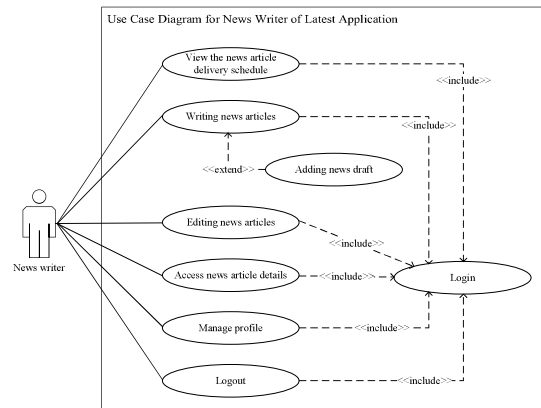 Use Case Diagram for News Writer of Latest Application
View the news article
delivery schedule
<<include>>
Writing news articles
<<include>>
<<extend>>
Adding news draft
Editing news articles
<<include>>
News writer
Access news article details
<<include>>
Login
Manage profile
<<include>>
Logout
<<include>>